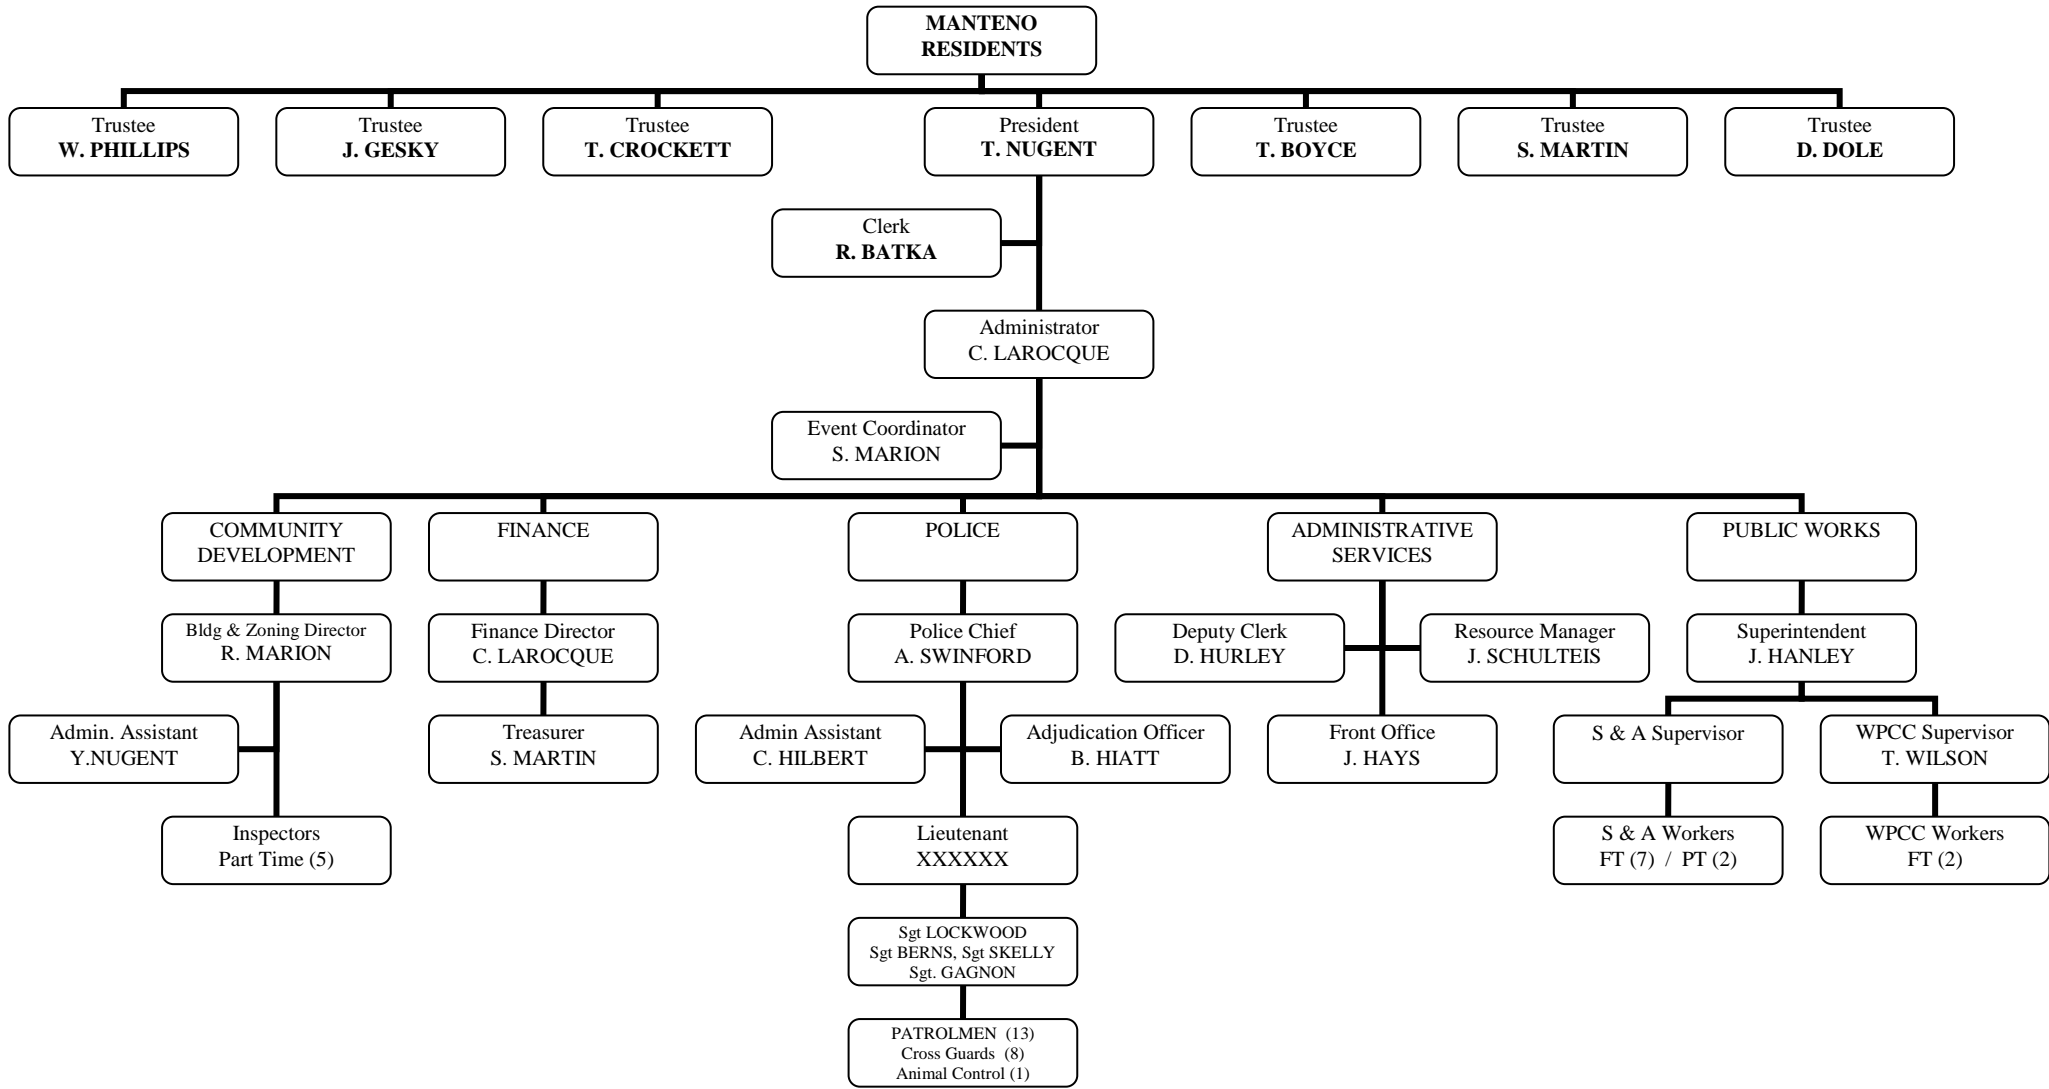 MANTENO
RESIDENTS
Trustee
W. PHILLIPS
Trustee
J. GESKY
Trustee
T. CROCKETT
President
T. NUGENT
Trustee
T. BOYCE
Trustee
S. MARTIN
Trustee
D. DOLE
Clerk
R. BATKA
Administrator
C. LAROCQUE
Event Coordinator
S. MARION
COMMUNITY
DEVELOPMENT
FINANCE
POLICE
ADMINISTRATIVE
SERVICES
PUBLIC WORKS
Bldg & Zoning Director
R. MARION
Finance Director
C. LAROCQUE
Police Chief
A. SWINFORD
Deputy Clerk
D. HURLEY
Resource Manager
J. SCHULTEIS
Superintendent
J. HANLEY
Admin. Assistant
Y.NUGENT
Treasurer
S. MARTIN
Admin Assistant
C. HILBERT
Adjudication Officer
B. HIATT
Front Office
J. HAYS
S & A Supervisor
WPCC Supervisor
T. WILSON
Inspectors
Part Time (5)
Lieutenant
XXXXXX
S & A Workers
FT (7) / PT (2)
WPCC Workers
FT (2)
Sgt LOCKWOOD
Sgt BERNS, Sgt SKELLY
Sgt. GAGNON
PATROLMEN (13)
Cross Guards (8)
Animal Control (1)